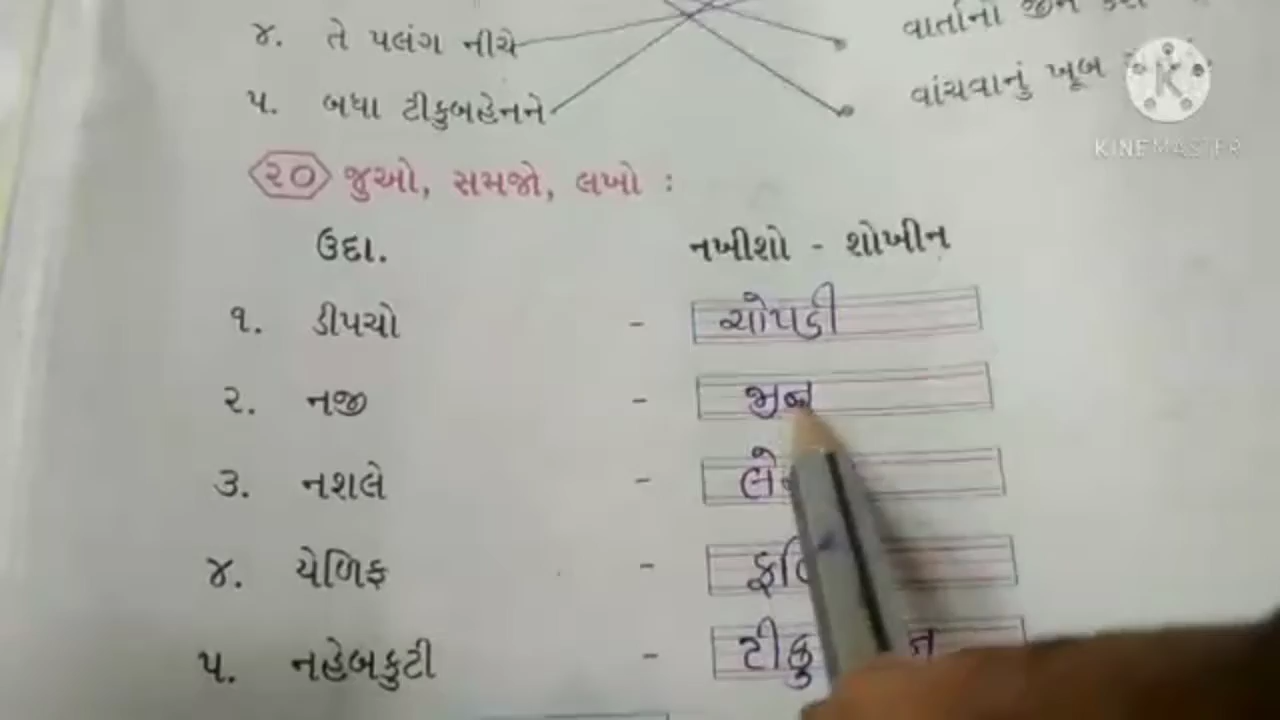 ૪. તે પલંગ નીચે
વાર્તાનો
૫. બધા ટીકુબહેનને
વાંચવાનું ખૂબ
KINEMASTER
૨૦ જુઓ, સમજો, લખો :
ઉદા. નખીશો - શોખીન
૧. ડીપચો - ચોપડી
૨. નજી -
૩. નશલે -
૪. યેળિફ -
૫. નહેબકુટી - ટીકુ